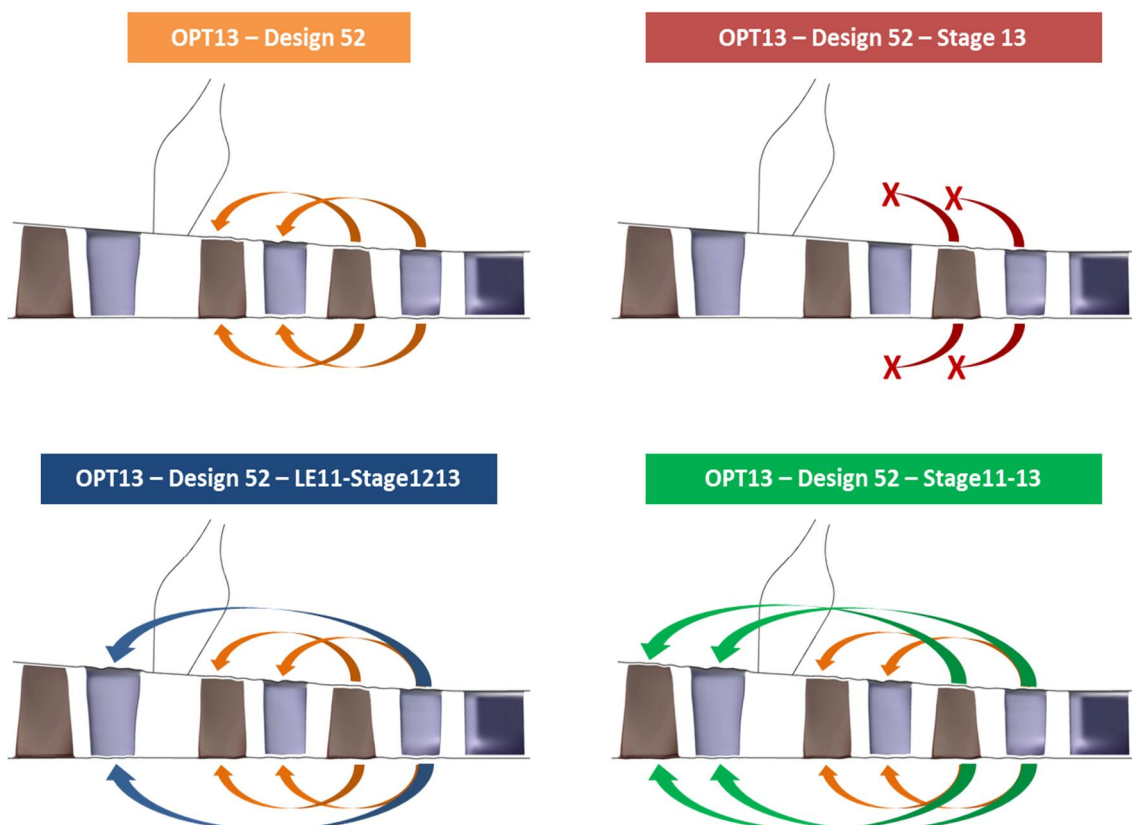 OPT13 – Design 52
OPT13 – Design 52 – Stage 13
X X
X X
OPT13 – Design 52 – LE11-Stage1213
OPT13 – Design 52 – Stage11-13